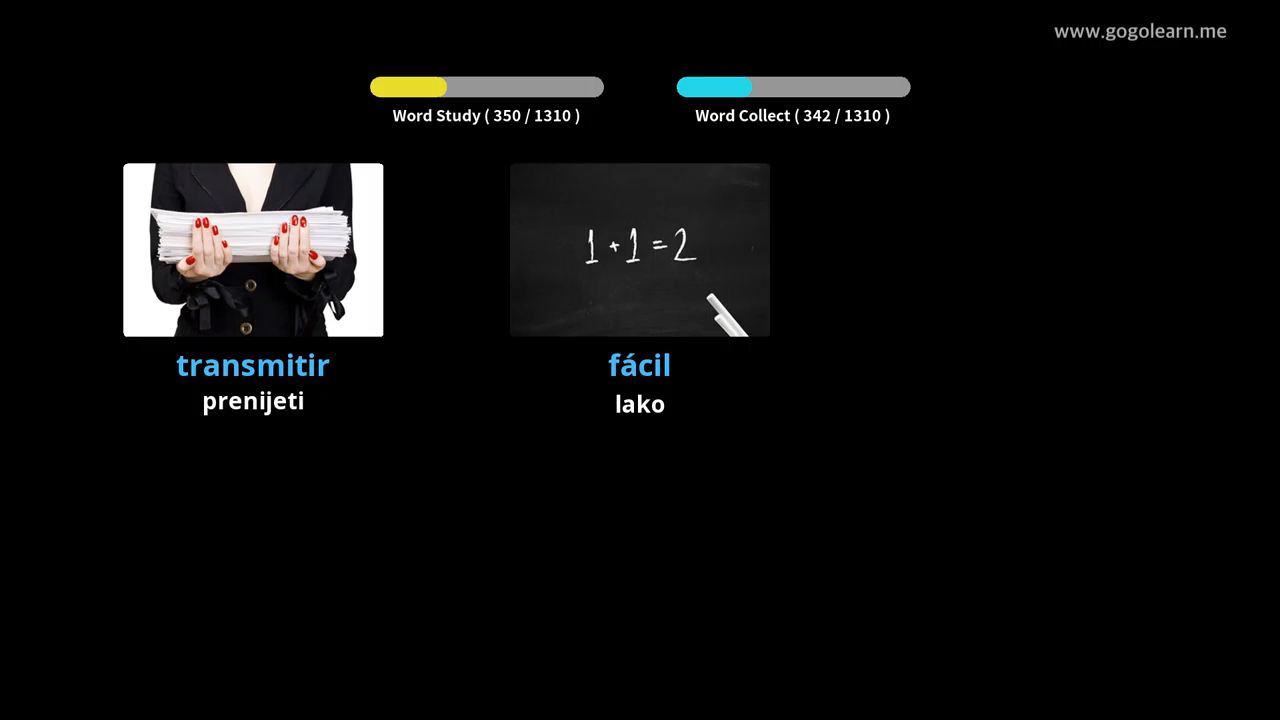 www.gogolearn.me
Word Study ( 350 / 1310 )
Word Collect ( 342 / 1310 )
1 + 1 = 2
transmitir
prenijeti
fácil
lako